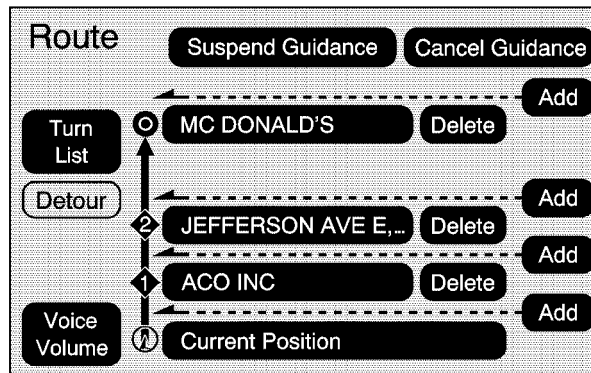 Route
Suspend Guidance
Cancel Guidance
Add
Turn
List
MC DONALD'S
Delete
Detour
Add
2
JEFFERSON AVE E,...
Delete
Add
1
ACO INC
Delete
Add
Voice
Volume
Current Position